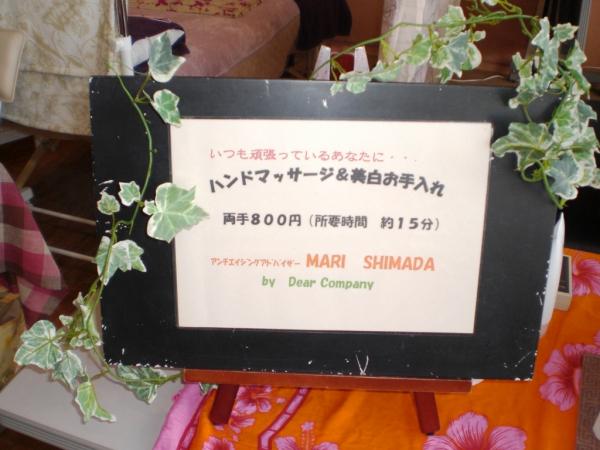 いつも頑張っているあなたに・・・
ハンドマッサージ＆美白お手入れ
両手８００円（所要時間　約１５分）
アンチエイジングアドバイザー MARI SHIMADA
by Dear Company